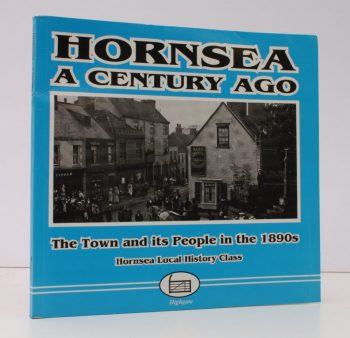 HORNSEA
A CENTURY AGO
The Town and its People in the 1890s
Hornsea Local History Class
Highgate